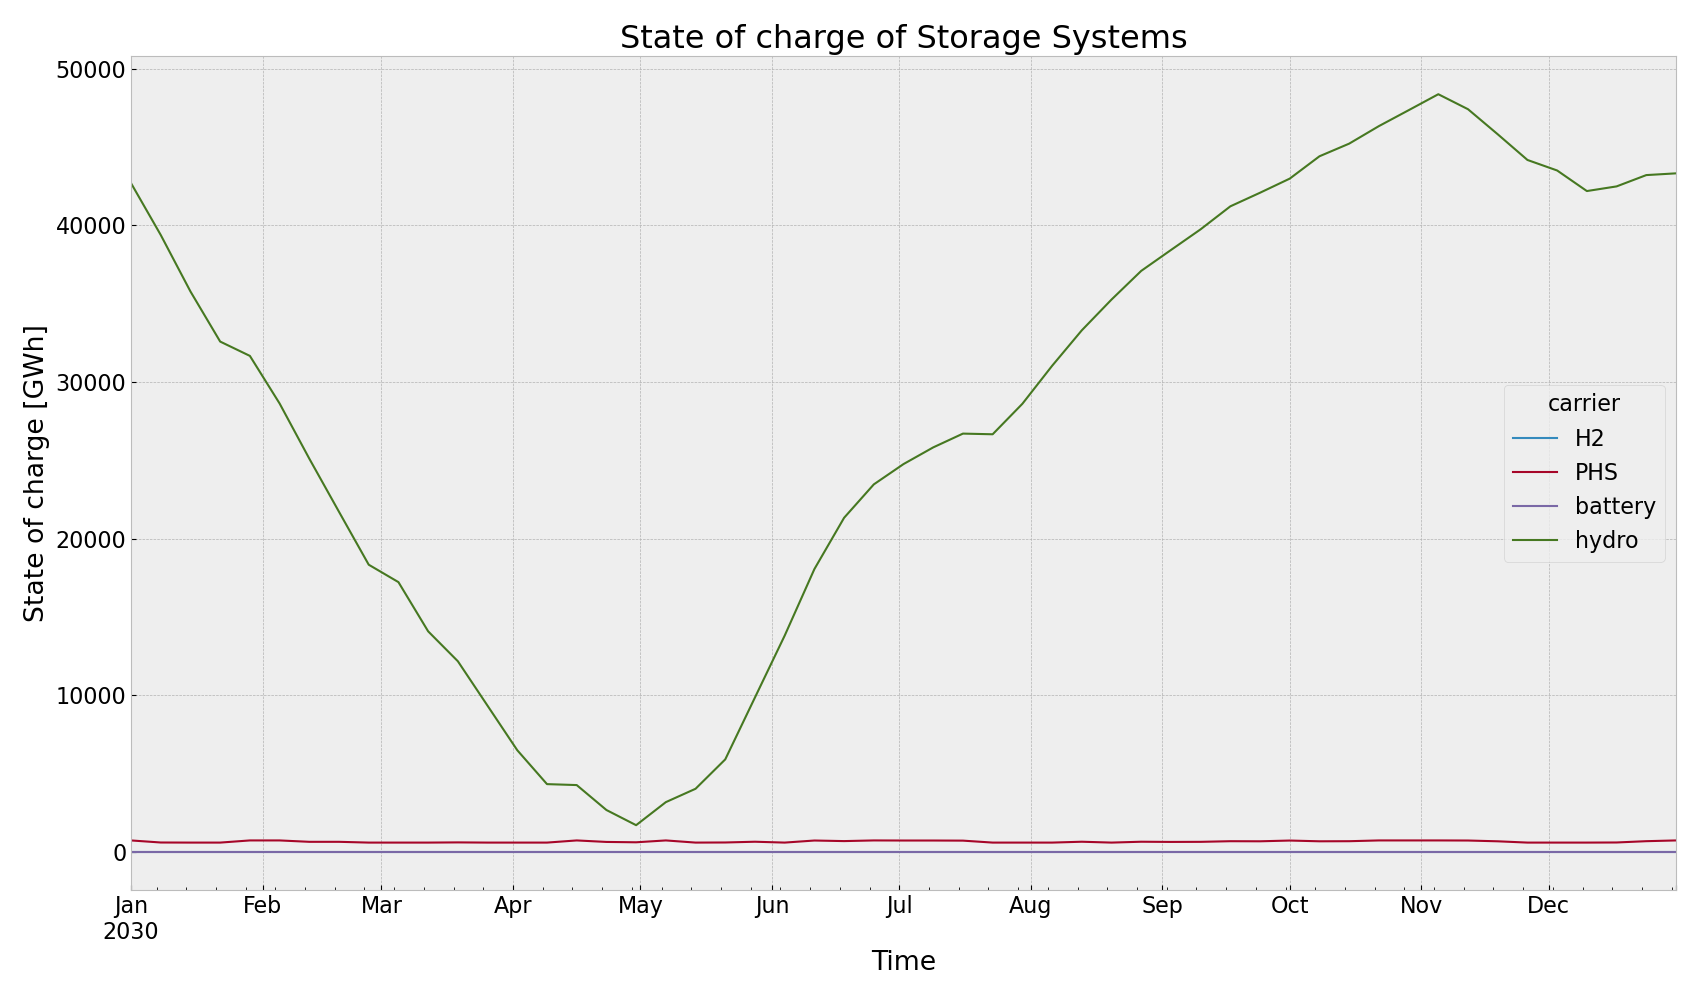 State of charge of Storage Systems
State of charge [GWh]
50000
40000
30000
20000
10000
0
carrier
H2
PHS
battery
hydro
Jan Feb Mar Apr May Jun Jul Aug Sep Oct Nov Dec
2030
Time